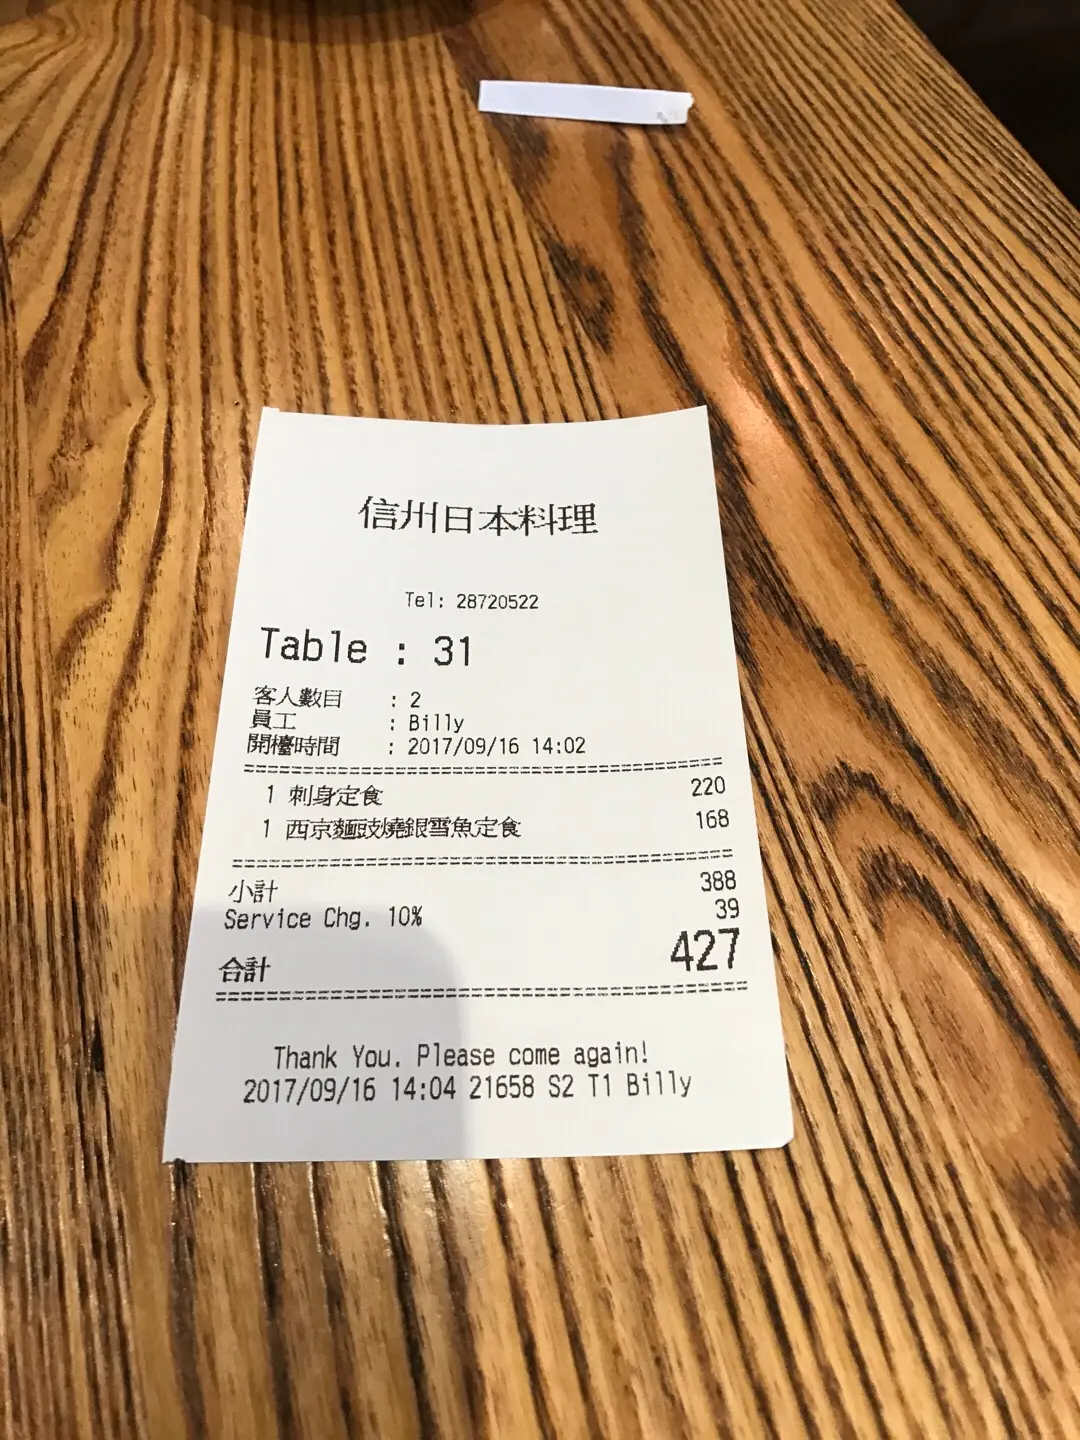 信州日本料理
Tel: 28720522
Table : 31
客人數目 : 2
員工 : Billy
開檯時間 : 2017/09/16 14:02
1 刺身定食 220
1 西京麵豉燒銀雪魚定食 168
小計 388
Service Chg. 10% 39
合計 427
Thank You. Please come again!
2017/09/16 14:04 21658 S2 T1 Billy